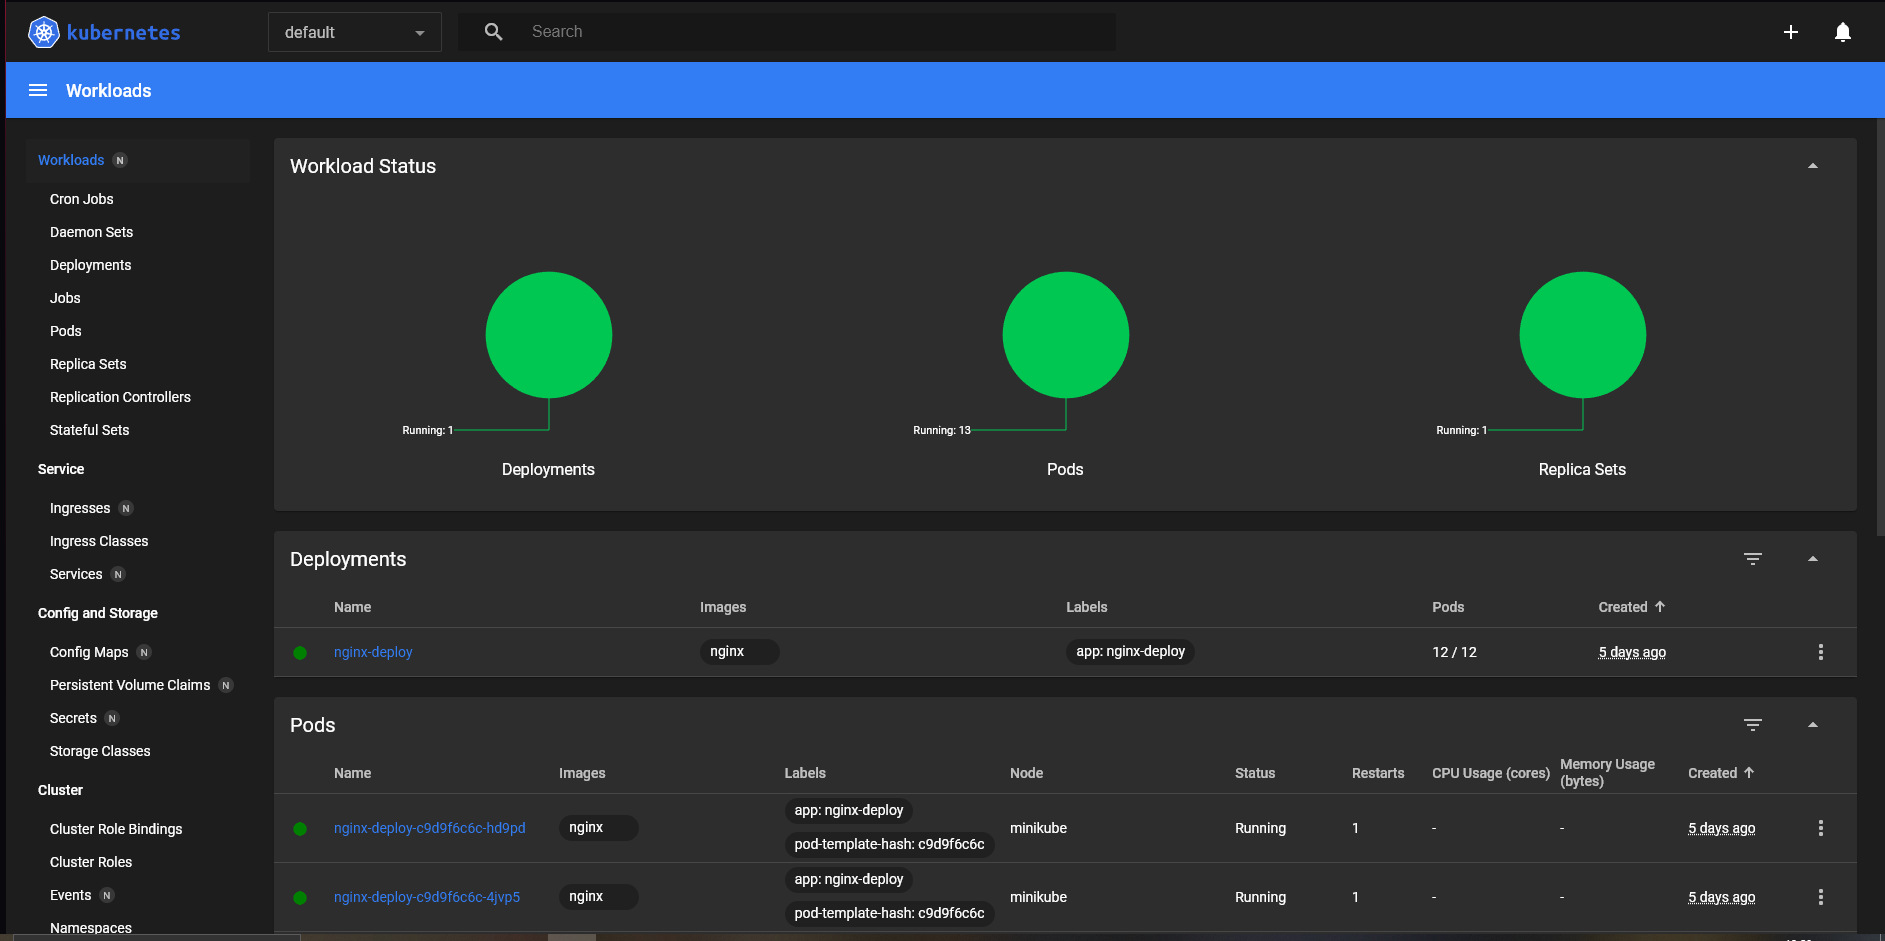 kubernetes
default
Search
Workloads
Workloads N
Cron Jobs
Daemon Sets
Deployments
Jobs
Pods
Replica Sets
Replication Controllers
Stateful Sets
Service
Ingresses N
Ingress Classes
Services N
Config and Storage
Config Maps N
Persistent Volume Claims N
Secrets N
Storage Classes
Cluster
Cluster Role Bindings
Cluster Roles
Events N
Namespaces
Workload Status
Running: 1
Deployments
Running: 13
Pods
Running: 1
Replica Sets
Deployments
Name Images Labels Pods Created
nginx-deploy nginx app: nginx-deploy 12 / 12 5 days ago
Pods
Name Images Labels Node Status Restarts CPU Usage (cores) Memory Usage (bytes) Created
nginx-deploy-c9d9f6c6c-hd9pd nginx app: nginx-deploy pod-template-hash: c9d9f6c6c minikube Running 1 - - 5 days ago
nginx-deploy-c9d9f6c6c-4jvp5 nginx app: nginx-deploy pod-template-hash: c9d9f6c6c minikube Running 1 - - 5 days ago